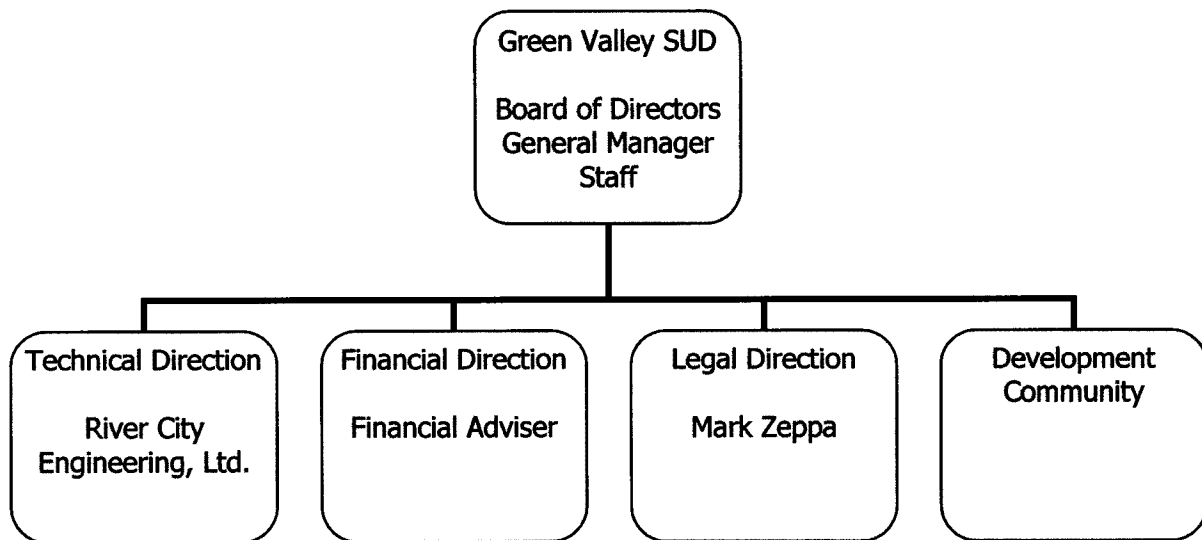 Green Valley SUD
Board of Directors
General Manager
Staff
Technical Direction
River City
Engineering, Ltd.
Financial Direction
Financial Adviser
Legal Direction
Mark Zeppa
Development
Community